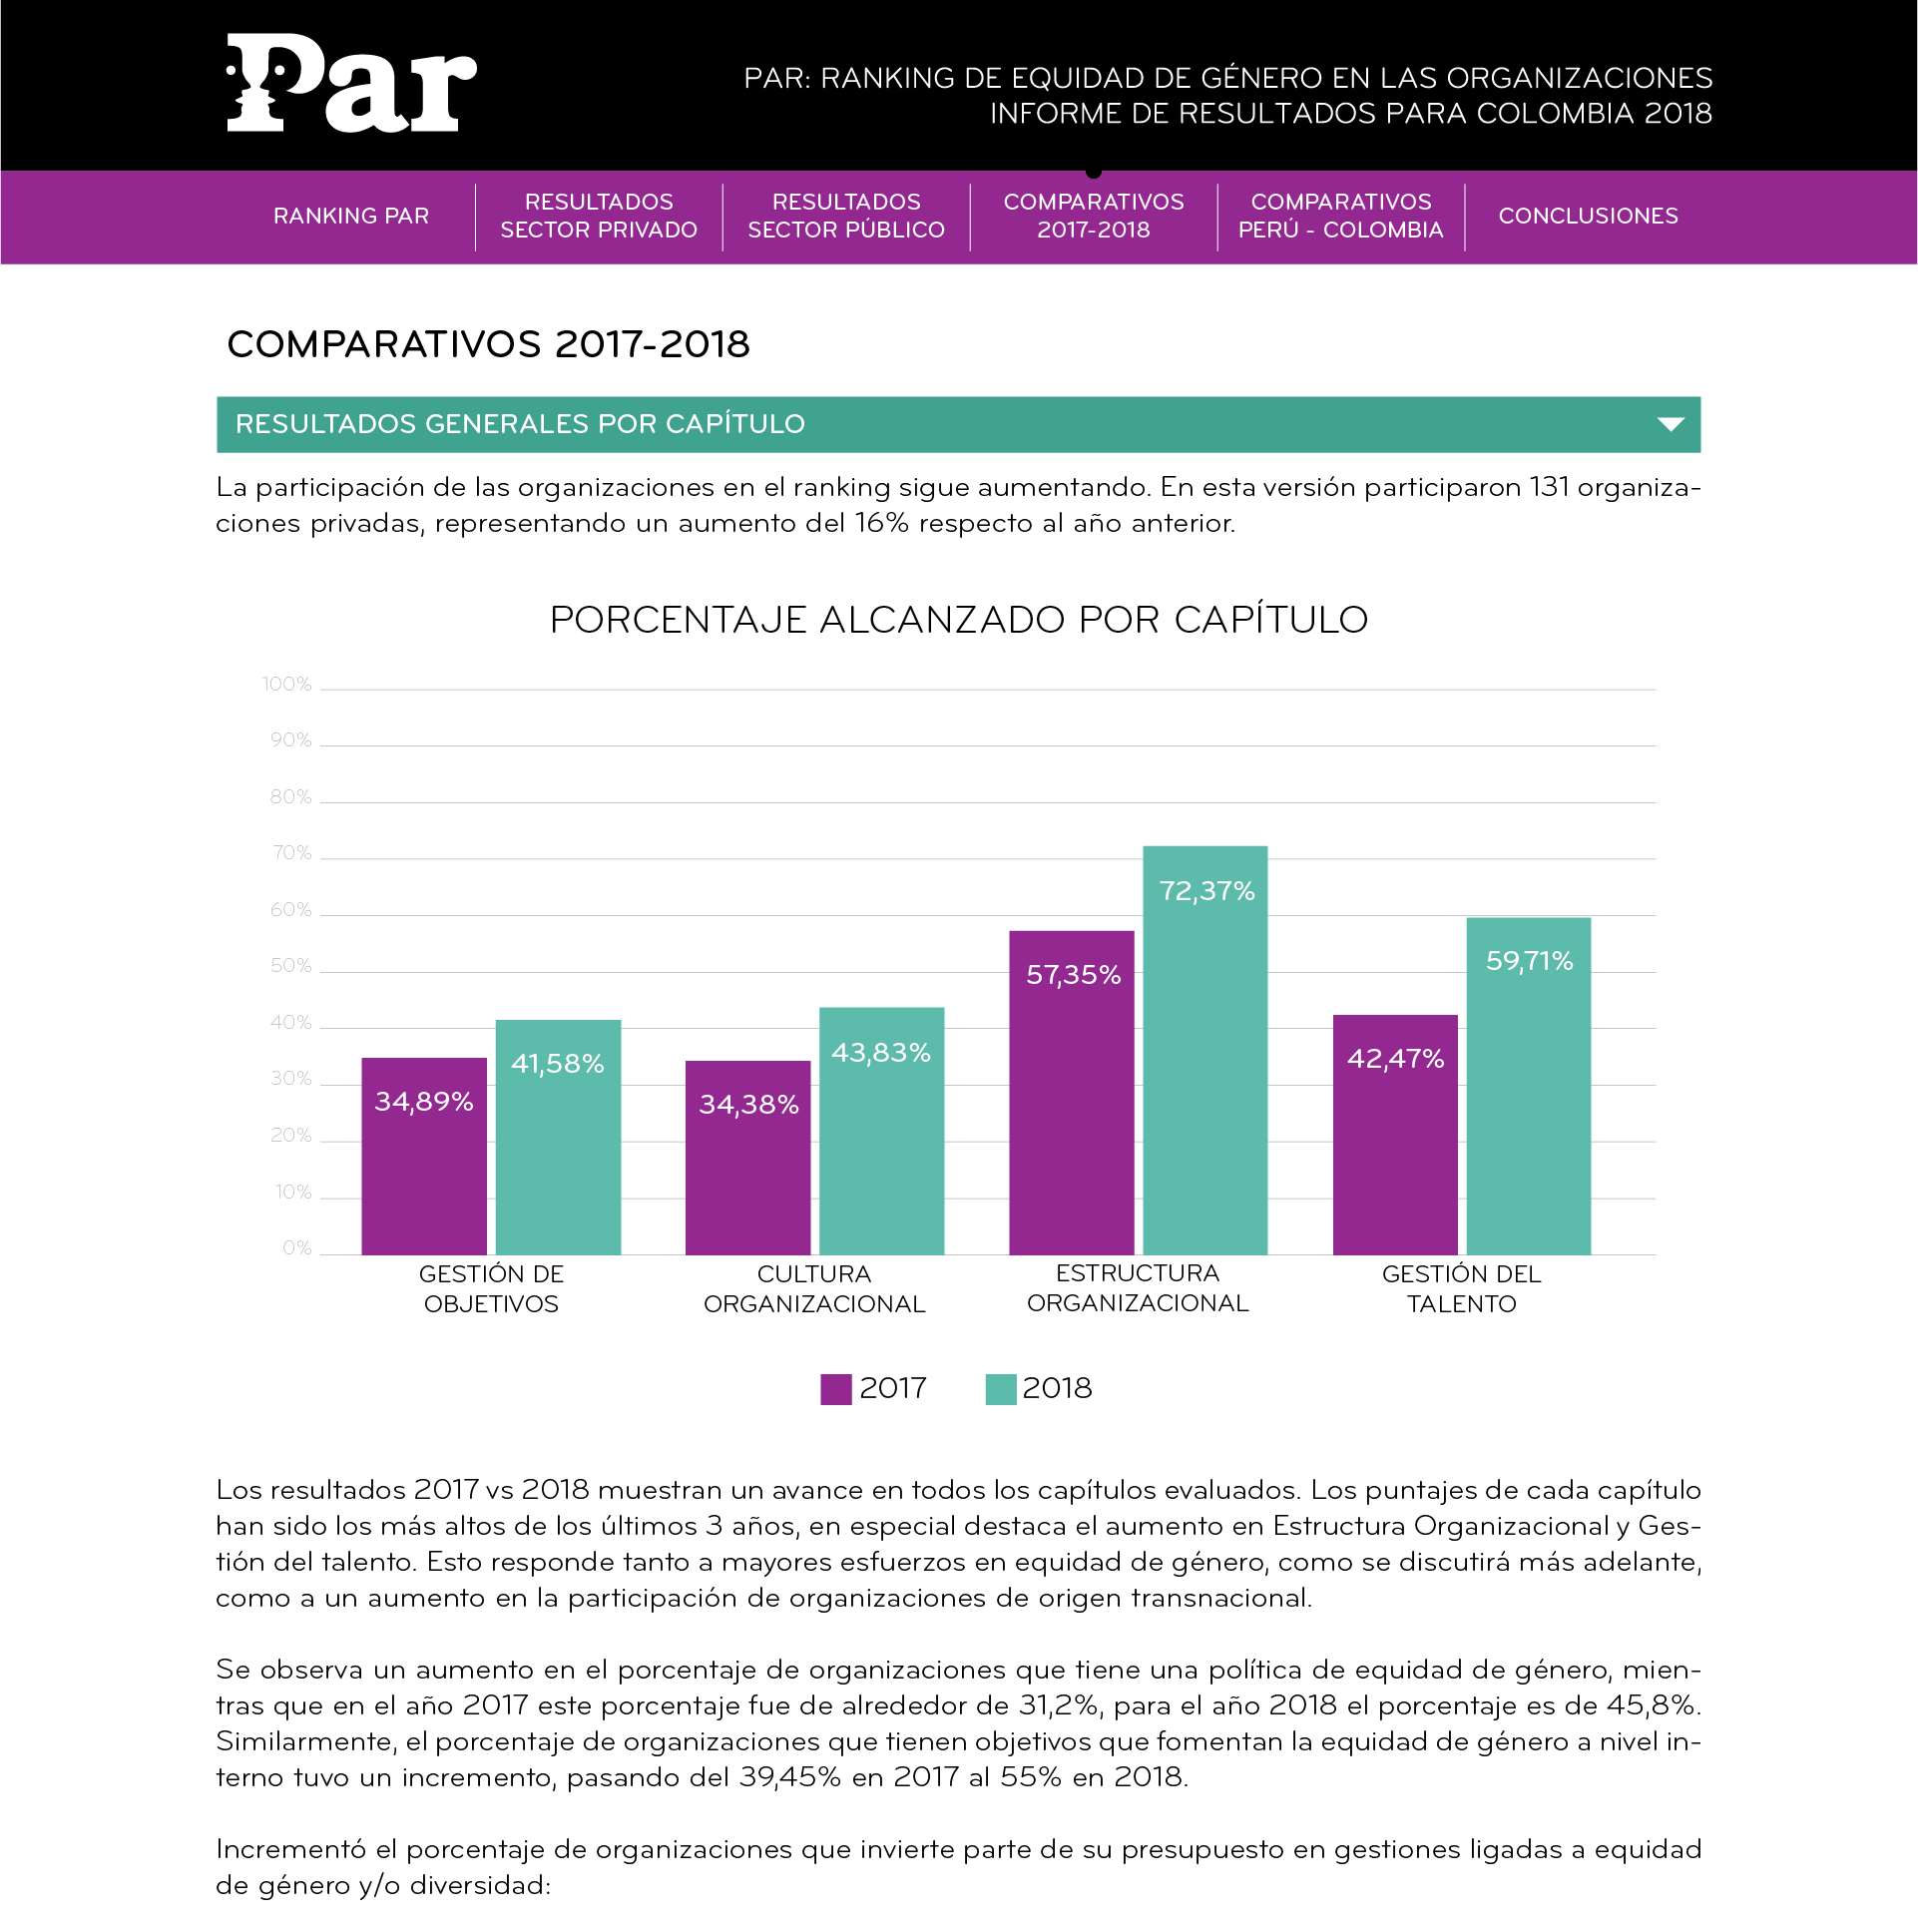 Par
PAR: RANKING DE EQUIDAD DE GÉNERO EN LAS ORGANIZACIONES
INFORME DE RESULTADOS PARA COLOMBIA 2018
RANKING PAR
RESULTADOS
SECTOR PRIVADO
RESULTADOS
SECTOR PÚBLICO
COMPARATIVOS
2017-2018
COMPARATIVOS
PERÚ - COLOMBIA
CONCLUSIONES
COMPARATIVOS 2017-2018
RESULTADOS GENERALES POR CAPÍTULO
La participación de las organizaciones en el ranking sigue aumentando. En esta versión participaron 131 organiza-
ciones privadas, representando un aumento del 16% respecto al año anterior.
PORCENTAJE ALCANZADO POR CAPÍTULO
100%
90%
80%
70%
60%
50%
40%
30%
20%
10%
0%
34,89%
41,58%
34,38%
43,83%
57,35%
72,37%
42,47%
59,71%
GESTIÓN DE
OBJETIVOS
CULTURA
ORGANIZACIONAL
ESTRUCTURA
ORGANIZACIONAL
GESTIÓN DEL
TALENTO
2017
2018
Los resultados 2017 vs 2018 muestran un avance en todos los capítulos evaluados. Los puntajes de cada capítulo
han sido los más altos de los últimos 3 años, en especial destaca el aumento en Estructura Organizacional y Ges-
tión del talento. Esto responde tanto a mayores esfuerzos en equidad de género, como se discutirá más adelante,
como a un aumento en la participación de organizaciones de origen transnacional.
Se observa un aumento en el porcentaje de organizaciones que tiene una política de equidad de género, mien-
tras que en el año 2017 este porcentaje fue de alrededor de 31,2%, para el año 2018 el porcentaje es de 45,8%.
Similarmente, el porcentaje de organizaciones que tienen objetivos que fomentan la equidad de género a nivel in-
terno tuvo un incremento, pasando del 39,45% en 2017 al 55% en 2018.
Incrementó el porcentaje de organizaciones que invierte parte de su presupuesto en gestiones ligadas a equidad
de género y/o diversidad: